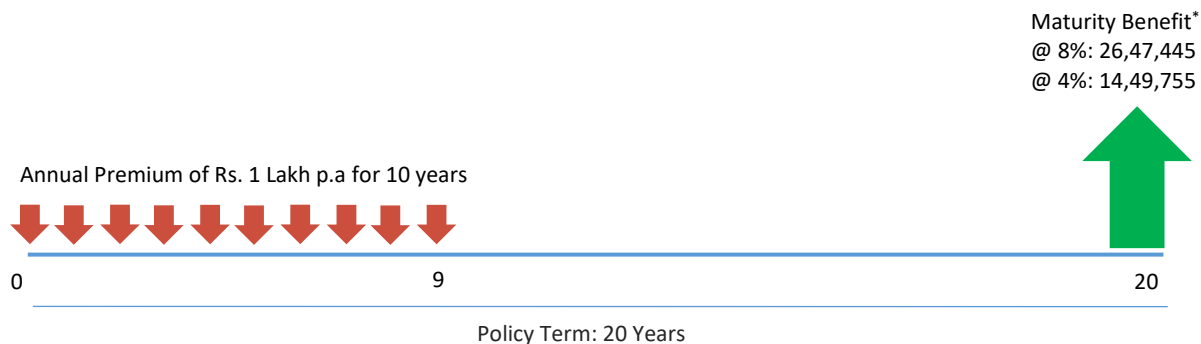 Maturity Benefit*
@ 8%: 26,47,445
@ 4%: 14,49,755
Annual Premium of Rs. 1 Lakh p.a for 10 years
0
9
20
Policy Term: 20 Years